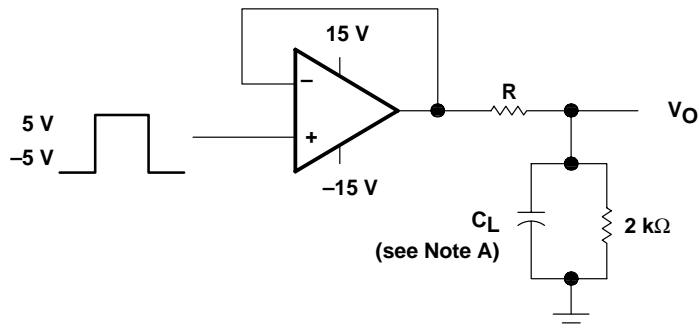 15 V
−
R
VO
5 V
−5 V
+
−15 V
CL
2 kΩ
(see Note A)